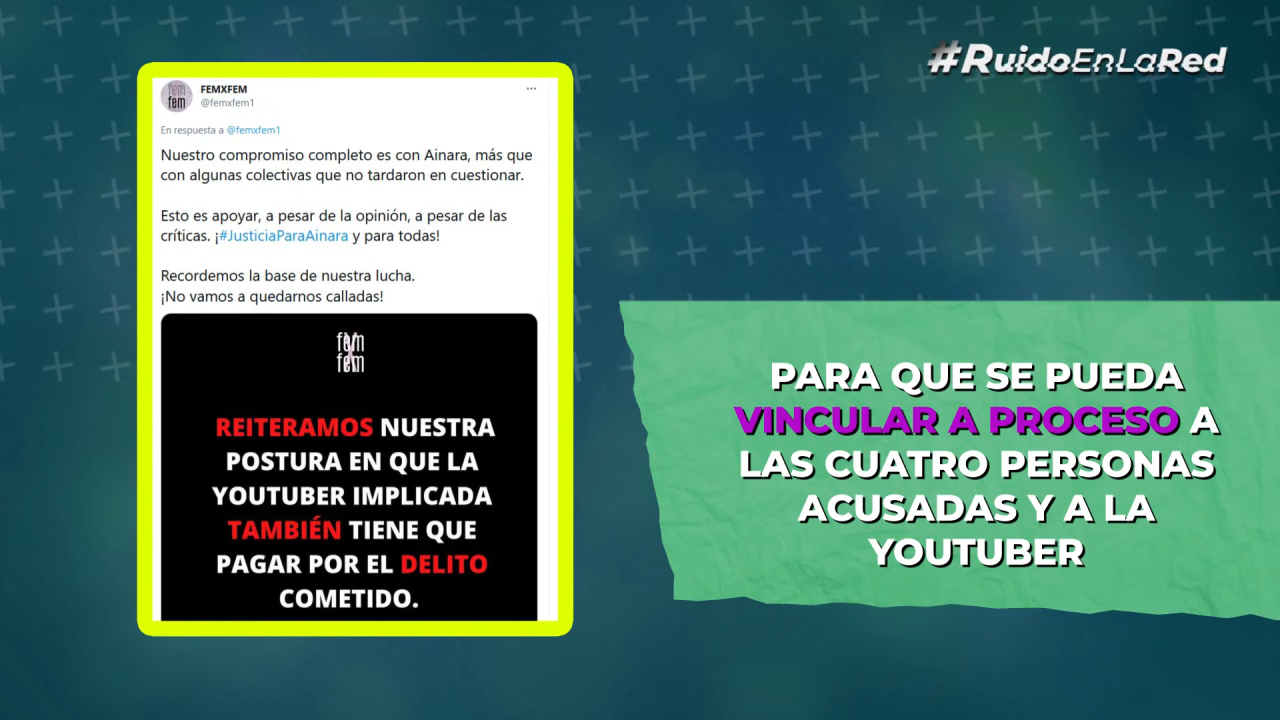 #RuidoEnLaRed
fem
fem
FEMXFEM
@femxfem1
En respuesta a @femxfem1
Nuestro compromiso completo es con Ainara, más que
con algunas colectivas que no tardaron en cuestionar.
Esto es apoyar, a pesar de la opinión, a pesar de las
críticas. ¡#JusticiaParaAinara y para todas!
Recordemos la base de nuestra lucha.
¡No vamos a quedarnos calladas!
fem
fem
REITERAMOS NUESTRA
POSTURA EN QUE LA
YOUTUBER IMPLICADA
TAMBIÉN TIENE QUE
PAGAR POR EL DELITO
COMETIDO.
PARA QUE SE PUEDA
VINCULAR A PROCESO A
LAS CUATRO PERSONAS
ACUSADAS Y A LA
YOUTUBER